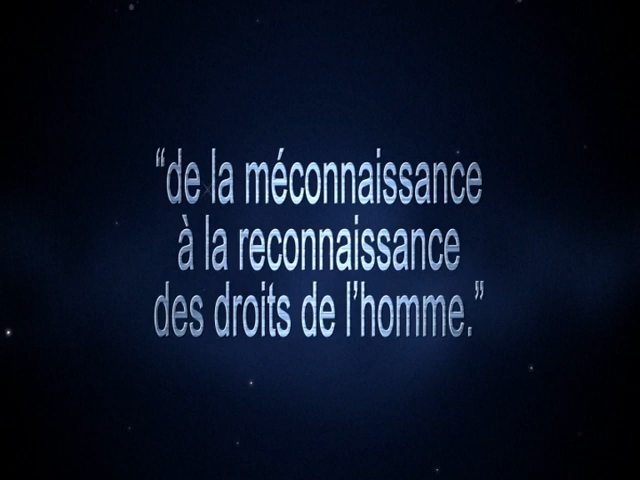 “de la méconnaissance
à la reconnaissance
des droits de l’homme.”